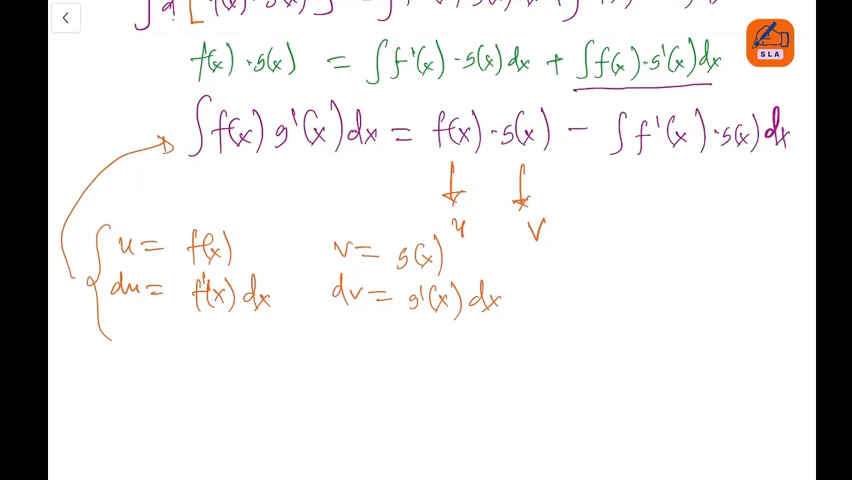 f(x) · g(x) = ∫f'(x) · g(x) dx + ∫f(x) · g'(x) dx
SLA
∫f(x) g'(x) dx = f(x) · g(x) − ∫f'(x) · g(x) dx
u v
u = f(x) v = g(x)
du = f'(x) dx dv = g'(x) dx